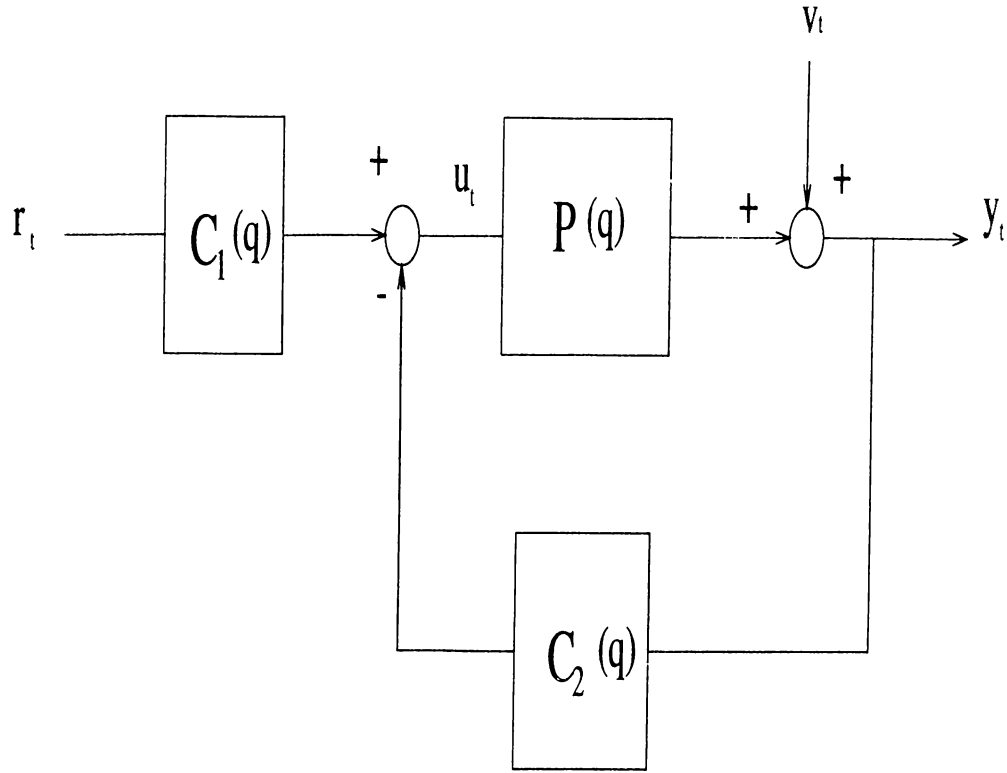 v_t
+
+
r_t
C_1(q)
+
-
u_t
P(q)
y_t
C_2(q)